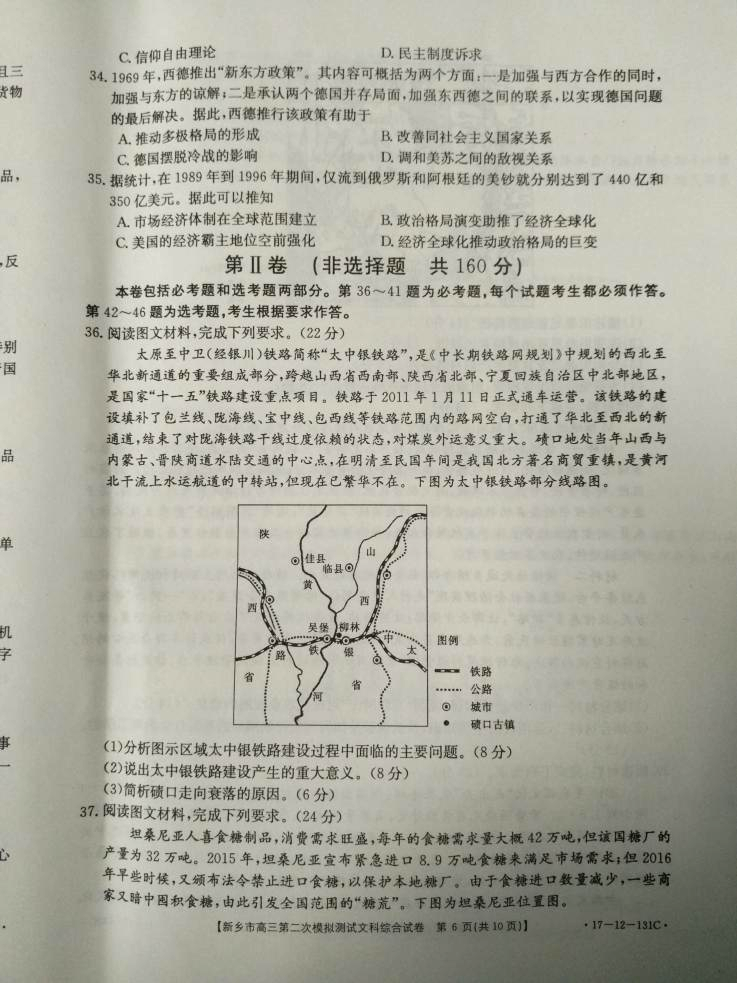 C. 信仰自由理论 D. 民主制度诉求
34. 1969 年,西德推出“新东方政策”。其内容可概括为两个方面:一是加强与西方合作的同时,
加强与东方的谅解;二是承认两个德国并存局面,加强东西德之间的联系,以实现德国问题
的最后解决。据此,西德推行该政策有助于
A. 推动多极格局的形成 B. 改善同社会主义国家关系
C. 德国摆脱冷战的影响 D. 调和美苏之间的敌视关系
35. 据统计,在 1989 年到 1996 年期间,仅流到俄罗斯和阿根廷的美钞就分别达到了 440 亿和
350 亿美元。据此可以推知
A. 市场经济体制在全球范围建立 B. 政治格局演变助推了经济全球化
C. 美国的经济霸主地位空前强化 D. 经济全球化推动政治格局的巨变
第Ⅱ卷 (非选择题 共 160 分)
本卷包括必考题和选考题两部分。第 36~41 题为必考题,每个试题考生都必须作答。
第 42~46 题为选考题,考生根据要求作答。
36. 阅读图文材料,完成下列要求。(22 分)
太原至中卫(经银川)铁路简称“太中银铁路”,是《中长期铁路网规划》中规划的西北至
华北新通道的重要组成部分,跨越山西省西南部、陕西省北部、宁夏回族自治区中北部地区,
是国家“十一五”铁路建设重点项目。铁路于 2011 年 1 月 11 日正式通车运营。该铁路的建
设填补了包兰线、陇海线、宝中线、包西线等铁路范围内的路网空白,打通了华北至西北的新
通道,结束了对陇海铁路干线过度依赖的状态,对煤炭外运意义重大。碛口地处当年山西与
内蒙古、晋陕商道水陆交通的中心点,在明清至民国年间是我国北方著名商贸重镇,是黄河
北干流上水运航道的中转站,但现在已繁华不在。下图为太中银铁路部分线路图。
陕
佳县
山
临县
黄
西
西
吴堡 柳林
中
太
路 铁 银
省
省
河
图例
铁路
公路
城市
碛口古镇
(1)分析图示区域太中银铁路建设过程中面临的主要问题。(8 分)
(2)说出太中银铁路建设产生的重大意义。(8 分)
(3)简析碛口走向衰落的原因。(6 分)
37. 阅读图文材料,完成下列要求。(24 分)
坦桑尼亚人喜食糖制品,消费需求旺盛,每年的食糖需求量大概 42 万吨,但该国糖厂的
产量为 32 万吨。2015 年,坦桑尼亚宣布紧急进口 8.9 万吨食糖来满足市场需求;但 2016
年早些时候,又颁布法令禁止进口食糖,以保护本地糖厂。由于食糖进口数量减少,一些商
家又暗中囤积食糖,由此引发全国范围的“糖荒”。下图为坦桑尼亚位置图。
【新乡市高三第二次模拟测试文科综合试卷 第 6 页(共 10 页)】 ·17-12-131C·
且三
货物
品,
,反
别
国
品
单
机
字
事
一
心